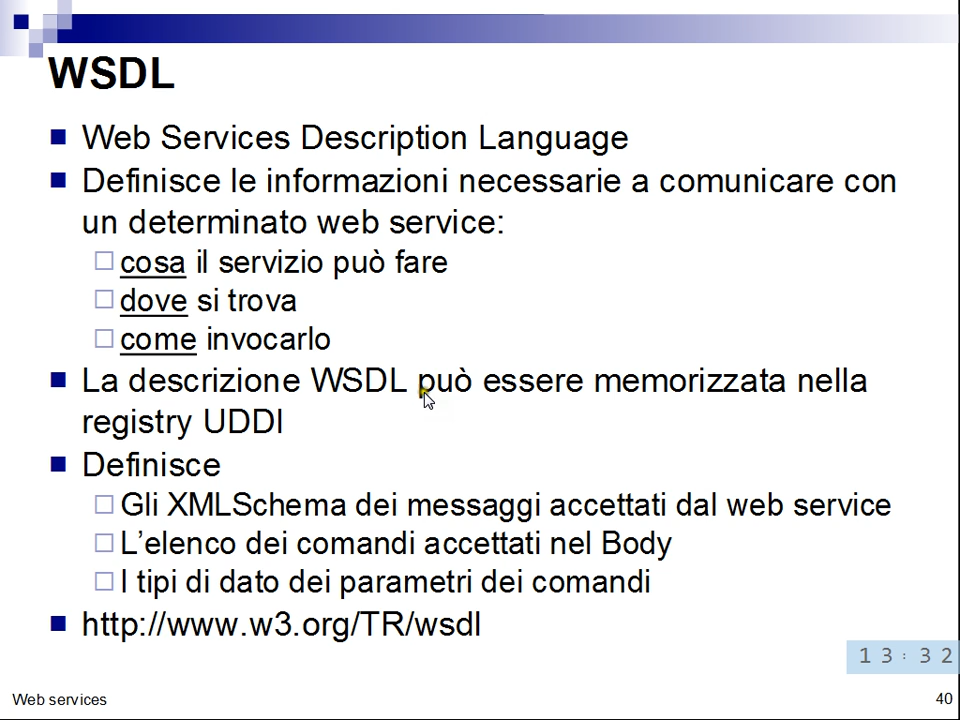 WSDL
Web Services Description Language
Definisce le informazioni necessarie a comunicare con
un determinato web service:
cosa il servizio può fare
dove si trova
come invocarlo
La descrizione WSDL può essere memorizzata nella
registry UDDI
Definisce
Gli XMLSchema dei messaggi accettati dal web service
L’elenco dei comandi accettati nel Body
I tipi di dato dei parametri dei comandi
http://www.w3.org/TR/wsdl
13:32
Web services
40